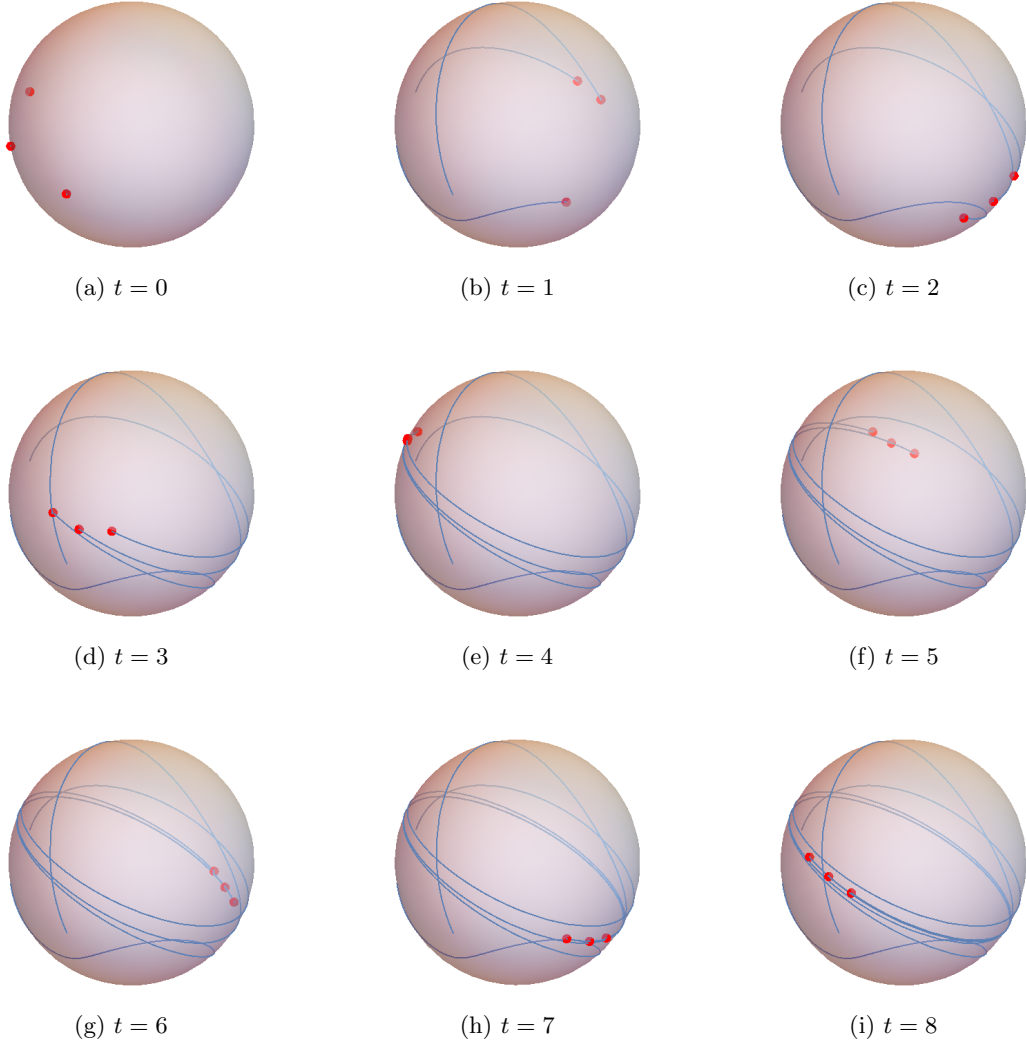 (a) t = 0
(b) t = 1
(c) t = 2
(d) t = 3
(e) t = 4
(f) t = 5
(g) t = 6
(h) t = 7
(i) t = 8